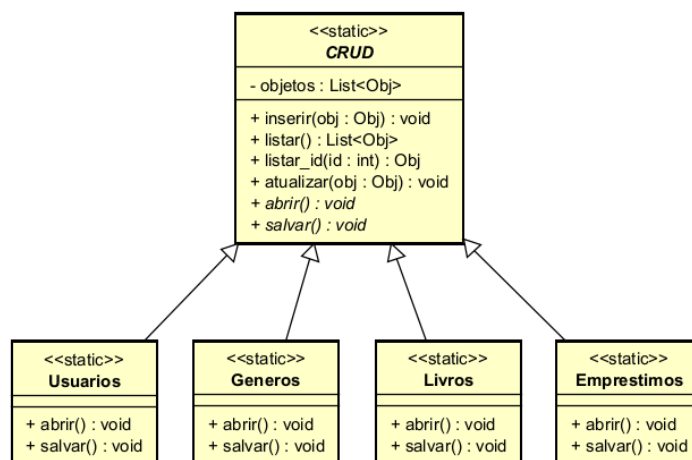 <<static>>
CRUD
- objetos : List<Obj>
+ inserir(obj : Obj) : void
+ listar() : List<Obj>
+ listar_id(id : int) : Obj
+ atualizar(obj : Obj) : void
+ abrir() : void
+ salvar() : void
<<static>>
Usuarios
+ abrir() : void
+ salvar() : void
<<static>>
Generos
+ abrir() : void
+ salvar() : void
<<static>>
Livros
+ abrir() : void
+ salvar() : void
<<static>>
Emprestimos
+ abrir() : void
+ salvar() : void